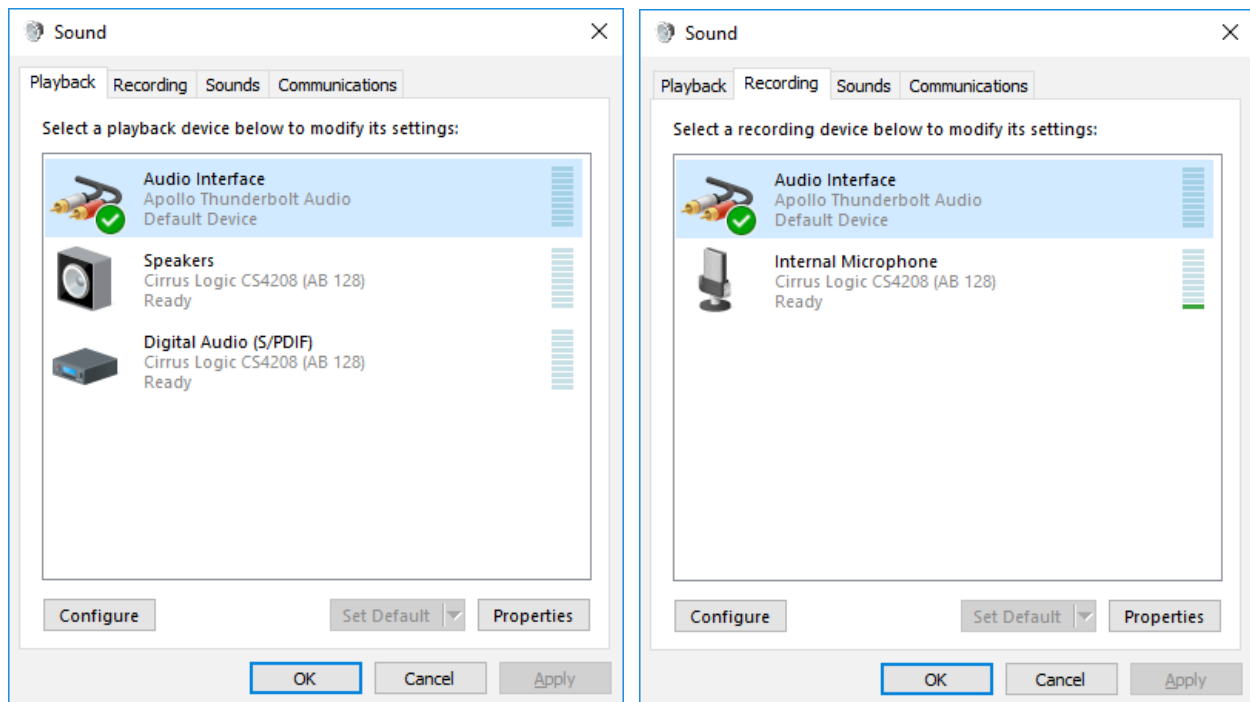 Sound
Playback Recording Sounds Communications
Select a playback device below to modify its settings:
Audio Interface
Apollo Thunderbolt Audio
Default Device
Speakers
Cirrus Logic CS4208 (AB 128)
Ready
Digital Audio (S/PDIF)
Cirrus Logic CS4208 (AB 128)
Ready
Configure Set Default Properties
OK Cancel Apply
Sound
Playback Recording Sounds Communications
Select a recording device below to modify its settings:
Audio Interface
Apollo Thunderbolt Audio
Default Device
Internal Microphone
Cirrus Logic CS4208 (AB 128)
Ready
Configure Set Default Properties
OK Cancel Apply